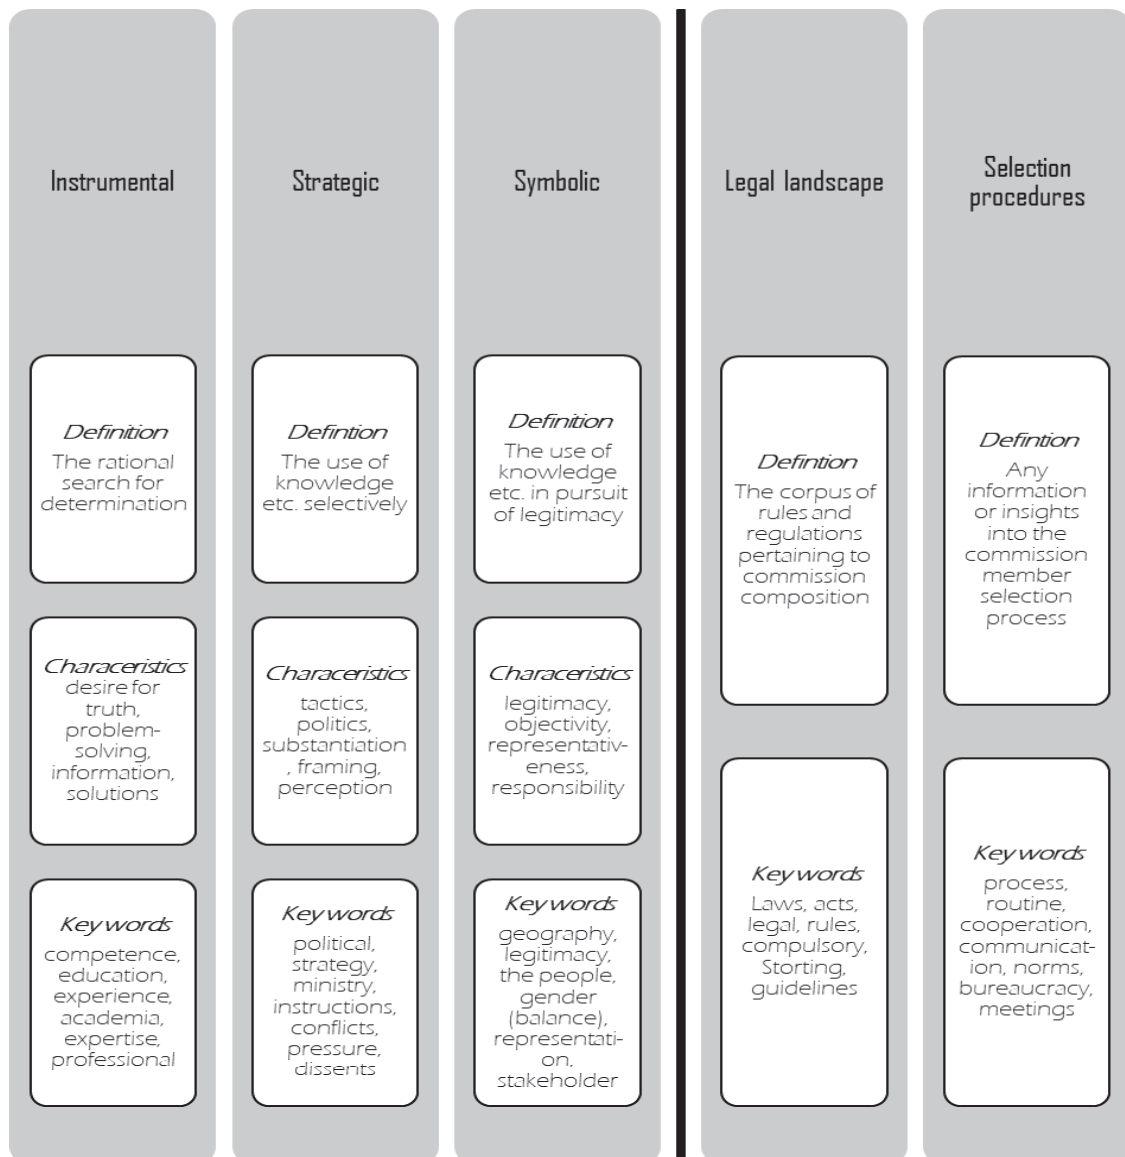 Instrumental
Definition
The rational
search for
determination
Characeristics
desire for
truth,
problem-
solving,
information,
solutions
Key words
competence,
education,
experience,
academia,
expertise,
professional
Strategic
Defintion
The use of
knowledge
etc. selectively
Characeristics
tactics,
politics,
substantiation
, framing,
perception
Key words
political,
strategy,
ministry,
instructions,
conflicts,
pressure,
dissents
Symbolic
Definition
The use of
knowledge
etc. in pursuit
of legitimacy
Characeristics
legitimacy,
objectivity,
representativ-
eness,
responsibility
Key words
geography,
legitimacy,
the people,
gender
(balance),
representati-
on,
stakeholder
Legal landscape
Defintion
The corpus of
rules and
regulations
pertaining to
commission
composition
Key words
Laws, acts,
legal, rules,
compulsory,
Storting,
guidelines
Selection
procedures
Defintion
Any
information
or insights
into the
commission
member
selection
process
Key words
process,
routine,
cooperation,
communicat-
ion, norms,
bureaucracy,
meetings